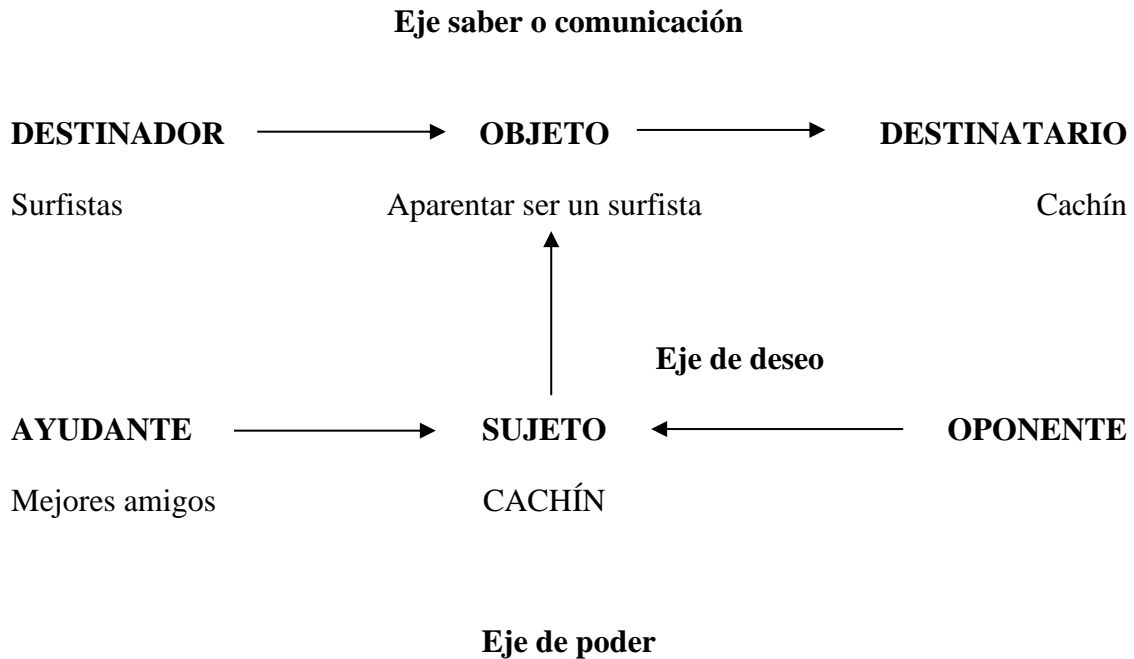 Eje saber o comunicación
DESTINADOR OBJETO DESTINATARIO
Surfistas Aparentar ser un surfista Cachín
Eje de deseo
AYUDANTE SUJETO OPONENTE
Mejores amigos CACHÍN
Eje de poder